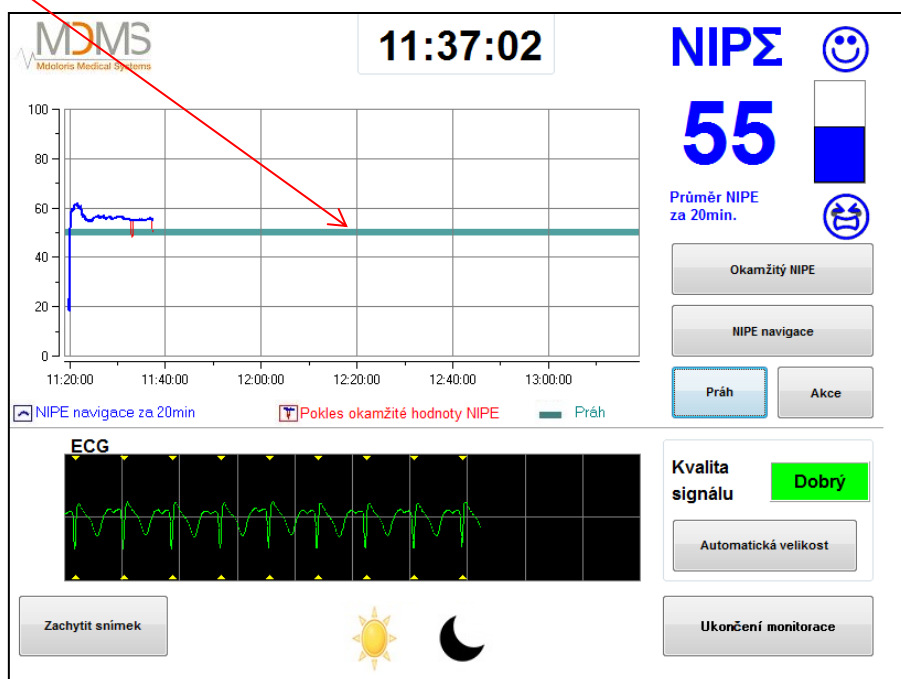 MDMS
Mdoloris Medical Systems
11:37:02
NIPΣ
55
Průměr NIPE
za 20min.
100
80
60
40
20
0
11:20:00 11:40:00 12:00:00 12:20:00 12:40:00 13:00:00
NIPE navigace za 20min Pokles okamžité hodnoty NIPE Práh
Okamžitý NIPE
NIPE navigace
Práh Akce
ECG
Kvalita
signálu
Dobrý
Automatická velikost
Zachytit snímek
Ukončení monitorace